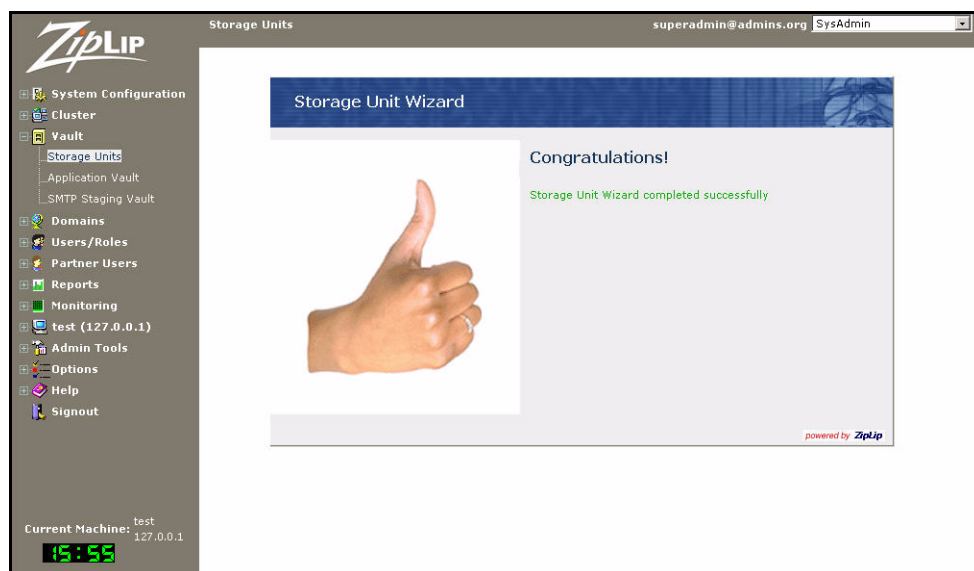 ZipLip
Storage Units
superadmin@admins.org SysAdmin
System Configuration
Cluster
Vault
Storage Units
Application Vault
SMTP Staging Vault
Domains
Users/Roles
Partner Users
Reports
Monitoring
test (127.0.0.1)
Admin Tools
Options
Help
Signout
Current Machine: test
127.0.0.1
15:55
Storage Unit Wizard
Congratulations!
Storage Unit Wizard completed successfully
powered by ZipLip